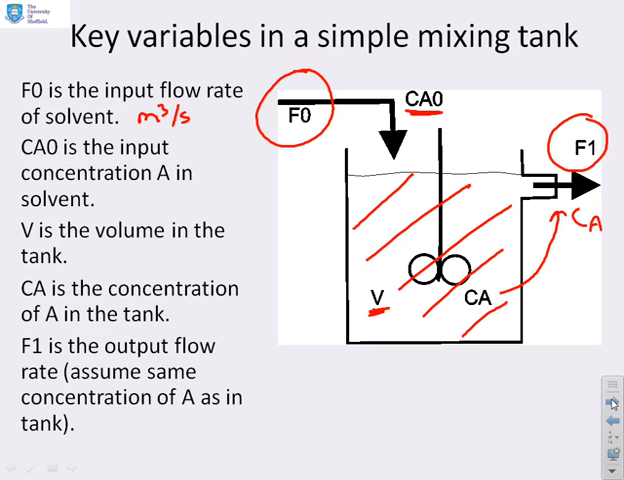 The
University
Of
Sheffield.
Key variables in a simple mixing tank
F0 is the input flow rate
of solvent. m³/s
CA0 is the input
concentration A in
solvent.
V is the volume in the
tank.
CA is the concentration
of A in the tank.
F1 is the output flow
rate (assume same
concentration of A as in
tank).
CA0
F0
F1
CA
V
CA